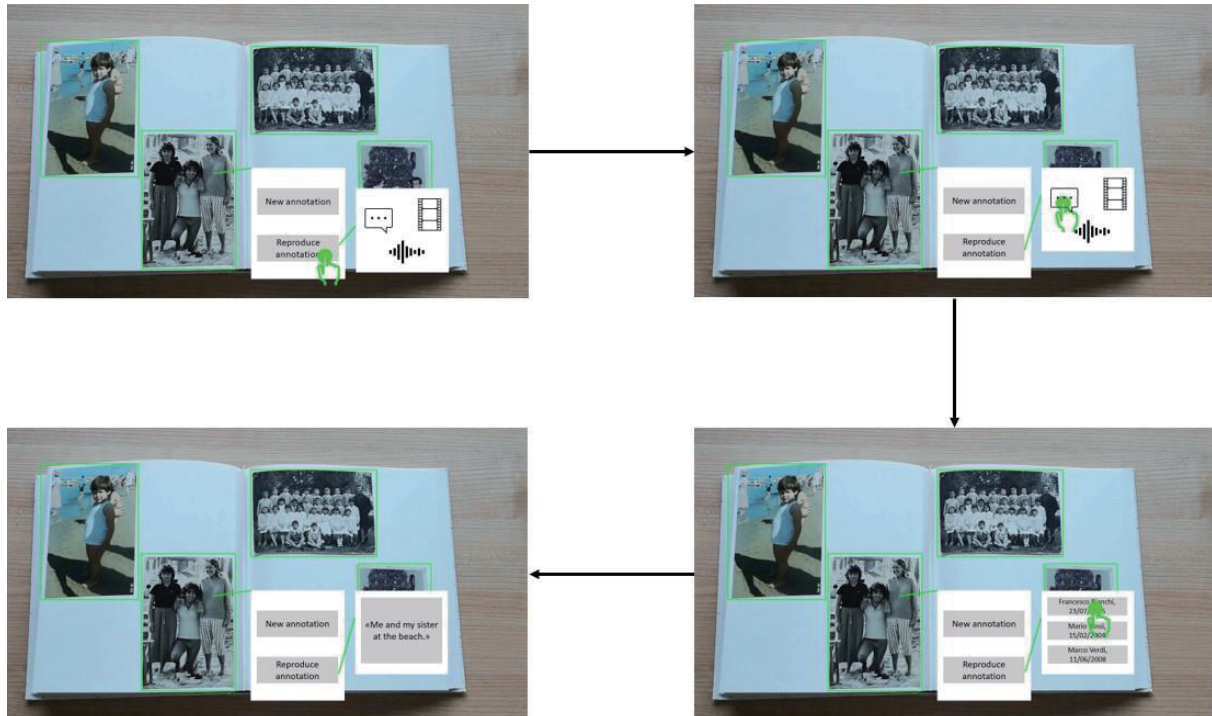 New annotation
Reproduce
annotation
New annotation
Reproduce
annotation
New annotation
Reproduce
annotation
Francesco Bianchi,
Mario Rossi,
15/02/2004
Marco Verdi,
11/06/2008
New annotation
Reproduce
annotation
«Me and my sister
at the beach.»